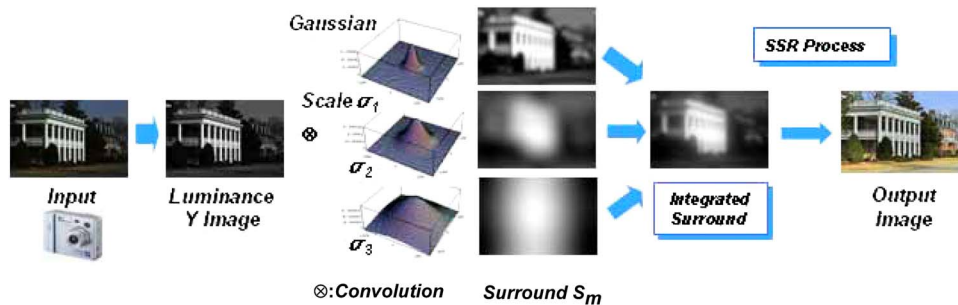 Gaussian
SSR Process
Scale σ1
⊗
σ2
σ3
Input
Luminance
Y Image
Integrated
Surround
Output
Image
⊗:Convolution
Surround Sm